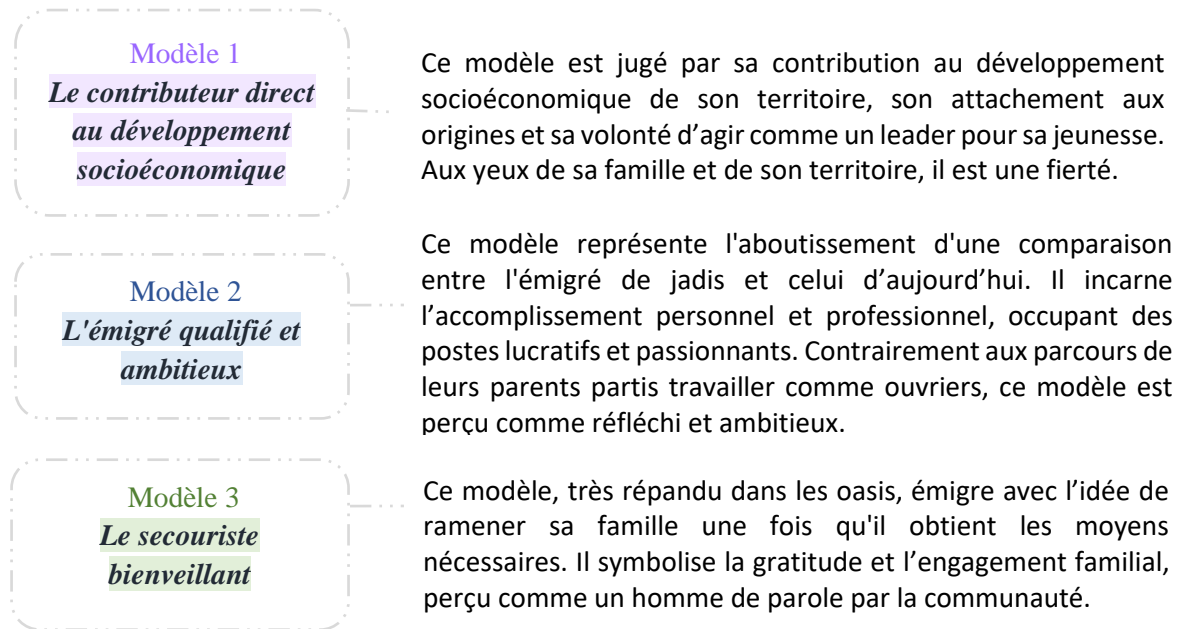 Modèle 1
Le contributeur direct
au développement
socioéconomique
Ce modèle est jugé par sa contribution au développement
socioéconomique de son territoire, son attachement aux
origines et sa volonté d’agir comme un leader pour sa jeunesse.
Aux yeux de sa famille et de son territoire, il est une fierté.
Modèle 2
L'émigré qualifié et
ambitieux
Ce modèle représente l'aboutissement d'une comparaison
entre l'émigré de jadis et celui d’aujourd’hui. Il incarne
l’accomplissement personnel et professionnel, occupant des
postes lucratifs et passionnants. Contrairement aux parcours de
leurs parents partis travailler comme ouvriers, ce modèle est
perçu comme réfléchi et ambitieux.
Modèle 3
Le secouriste
bienveillant
Ce modèle, très répandu dans les oasis, émigre avec l’idée de
ramener sa famille une fois qu'il obtient les moyens
nécessaires. Il symbolise la gratitude et l’engagement familial,
perçu comme un homme de parole par la communauté.